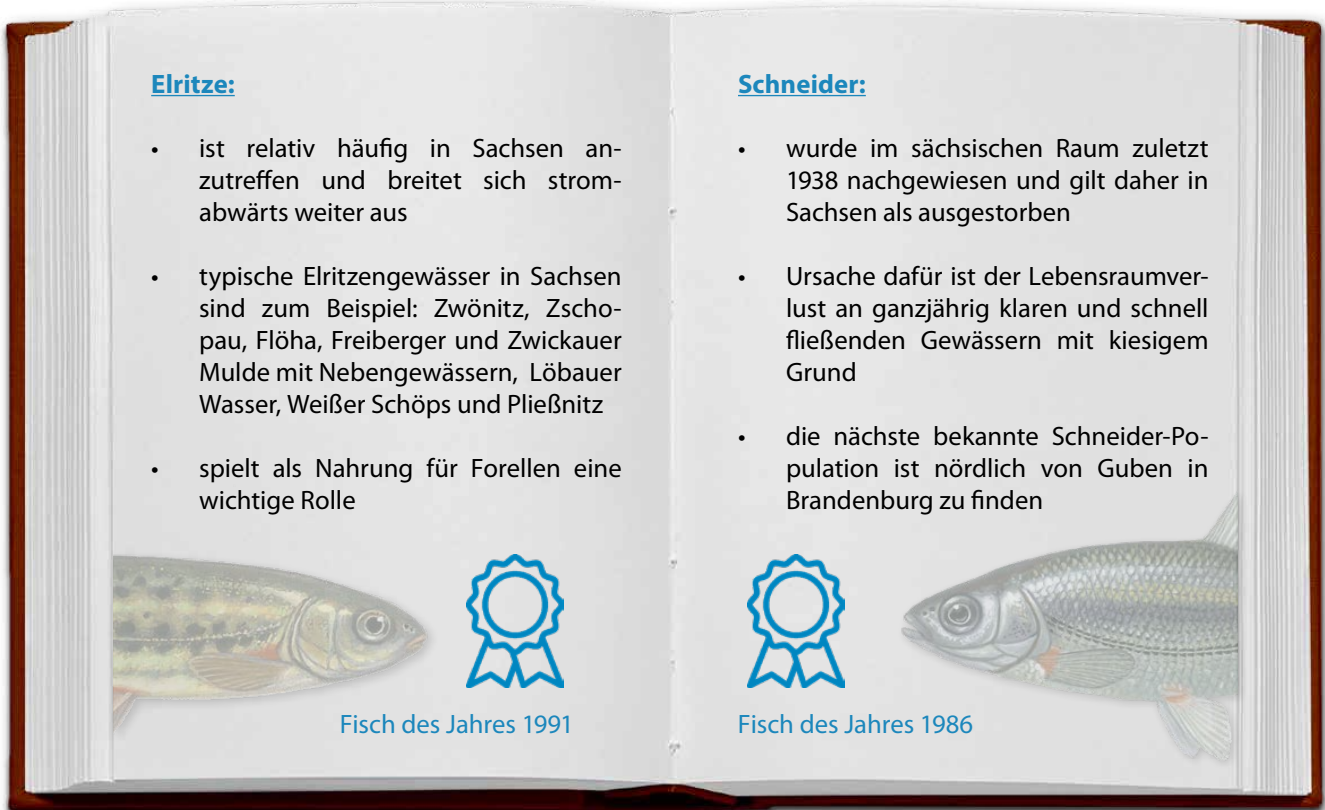 Elritze:
• ist relativ häufig in Sachsen an-
zutreffen und breitet sich strom-
abwärts weiter aus
• typische Elritzengewässer in Sachsen
sind zum Beispiel: Zwönitz, Zscho-
pau, Flöha, Freiberger und Zwickauer
Mulde mit Nebengewässern, Löbauer
Wasser, Weißer Schöps und Pließnitz
• spielt als Nahrung für Forellen eine
wichtige Rolle
Fisch des Jahres 1991
Schneider:
• wurde im sächsischen Raum zuletzt
1938 nachgewiesen und gilt daher in
Sachsen als ausgestorben
• Ursache dafür ist der Lebensraumver-
lust an ganzjährig klaren und schnell
fließenden Gewässern mit kiesigem
Grund
• die nächste bekannte Schneider-Po-
pulation ist nördlich von Guben in
Brandenburg zu finden
Fisch des Jahres 1986